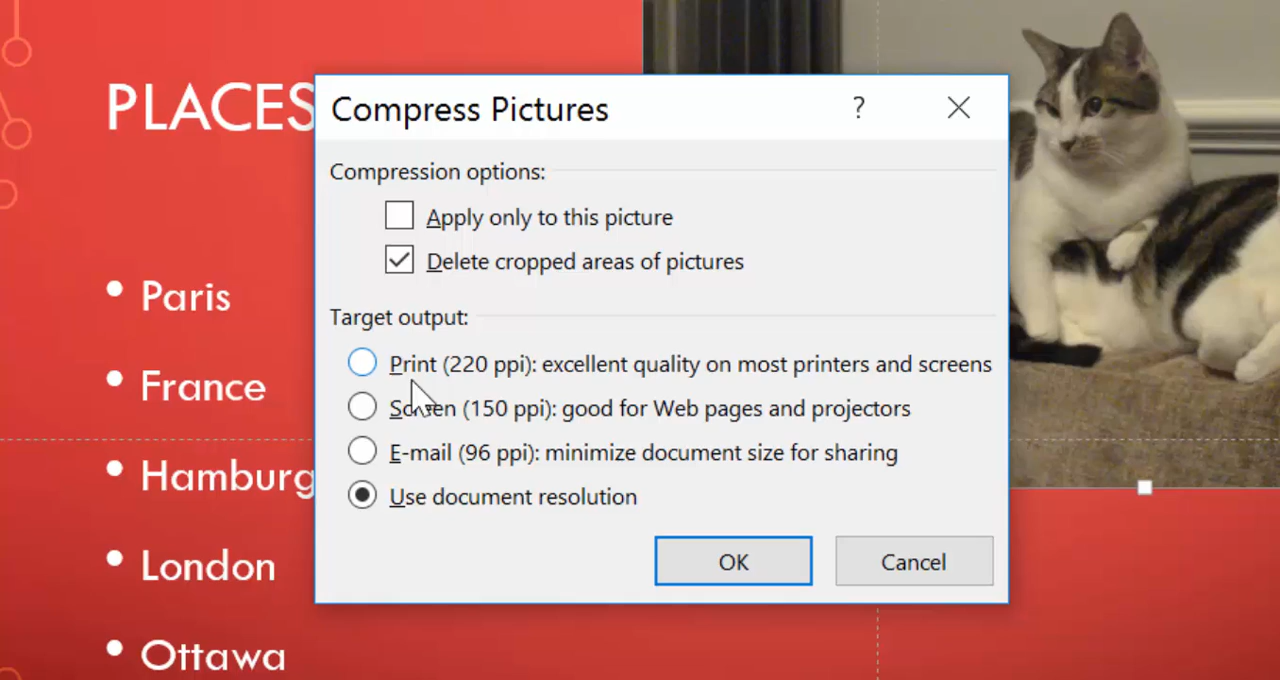 PLACES
Compress Pictures
?
Compression options:
Apply only to this picture
Delete cropped areas of pictures
Target output:
Print (220 ppi): excellent quality on most printers and screens
Screen (150 ppi): good for Web pages and projectors
E-mail (96 ppi): minimize document size for sharing
Use document resolution
OK
Cancel
• Paris
• France
• Hamburg
• London
• Ottawa